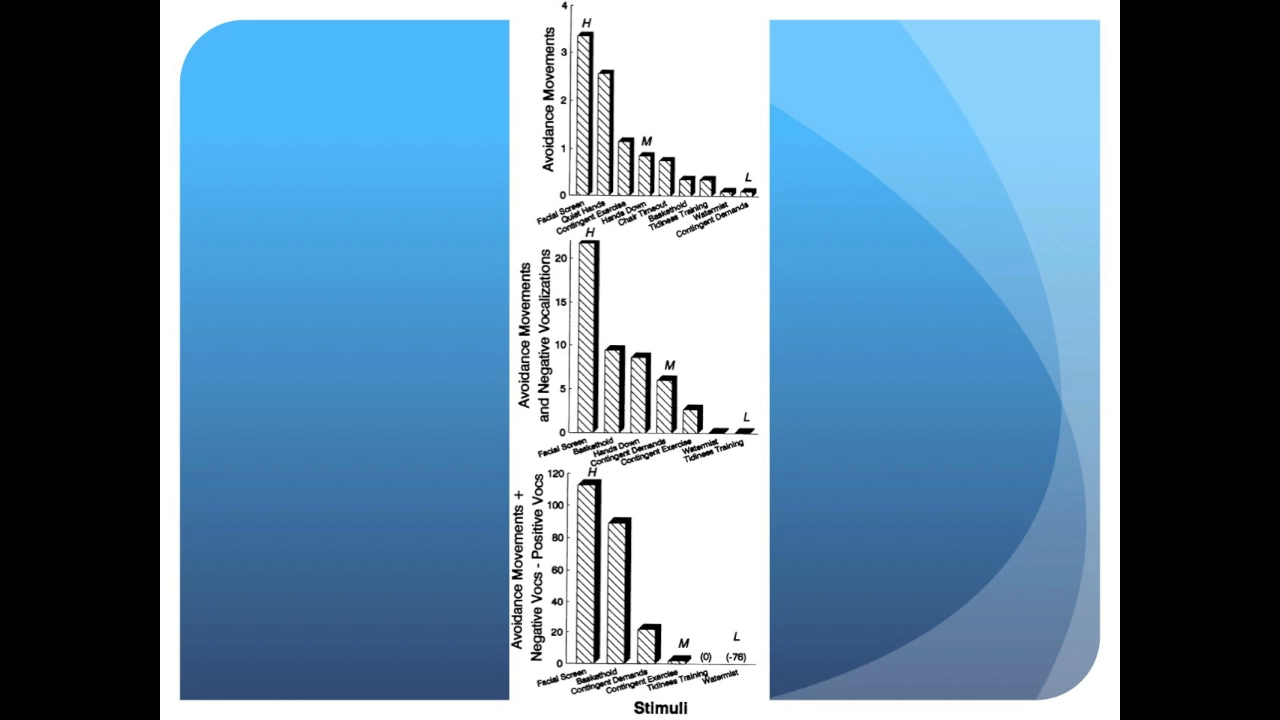 Avoidance Movements
4
3
2
1
0
H
M
L
Facial Screen
Quiet Hands
Contingent Exercise
Hands Down
Chair Timeout
Baskethold
Tidiness Training
Watermist
Contingent Demands
Avoidance Movements
and Negative Vocalizations
20
15
10
5
0
H
M
L
Facial Screen
Baskethold
Hands Down
Contingent Demands
Contingent Exercise
Watermist
Tidiness Training
Avoidance Movements +
Negative Vocs - Positive Vocs
120
100
80
60
40
20
0
H
M
(0)
L
(-76)
Facial Screen
Baskethold
Contingent Demands
Contingent Exercise
Tidiness Training
Watermist
Stimuli